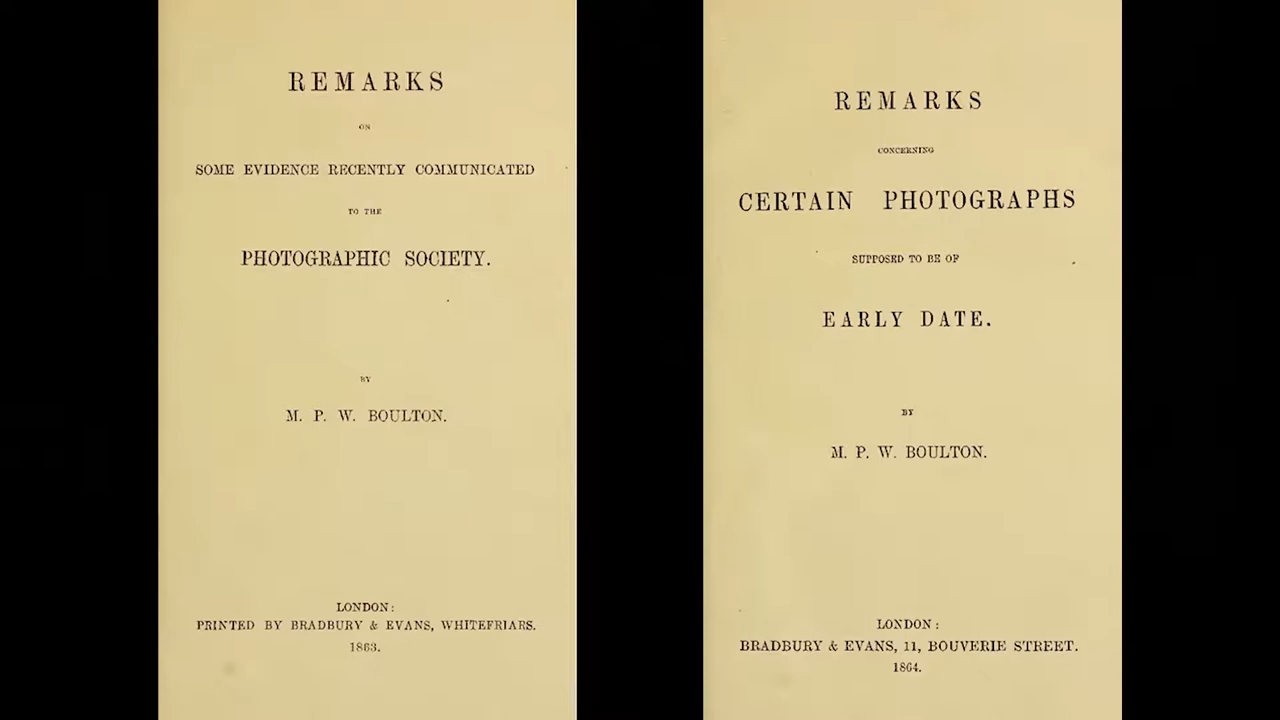 REMARKS
ON
SOME EVIDENCE RECENTLY COMMUNICATED
TO THE
PHOTOGRAPHIC SOCIETY.
BY
M. P. W. BOULTON.
LONDON:
PRINTED BY BRADBURY & EVANS, WHITEFRIARS.
1863.
REMARKS
CONCERNING
CERTAIN PHOTOGRAPHS
SUPPOSED TO BE OF
EARLY DATE.
BY
M. P. W. BOULTON.
LONDON:
BRADBURY & EVANS, 11, BOUVERIE STREET.
1864.